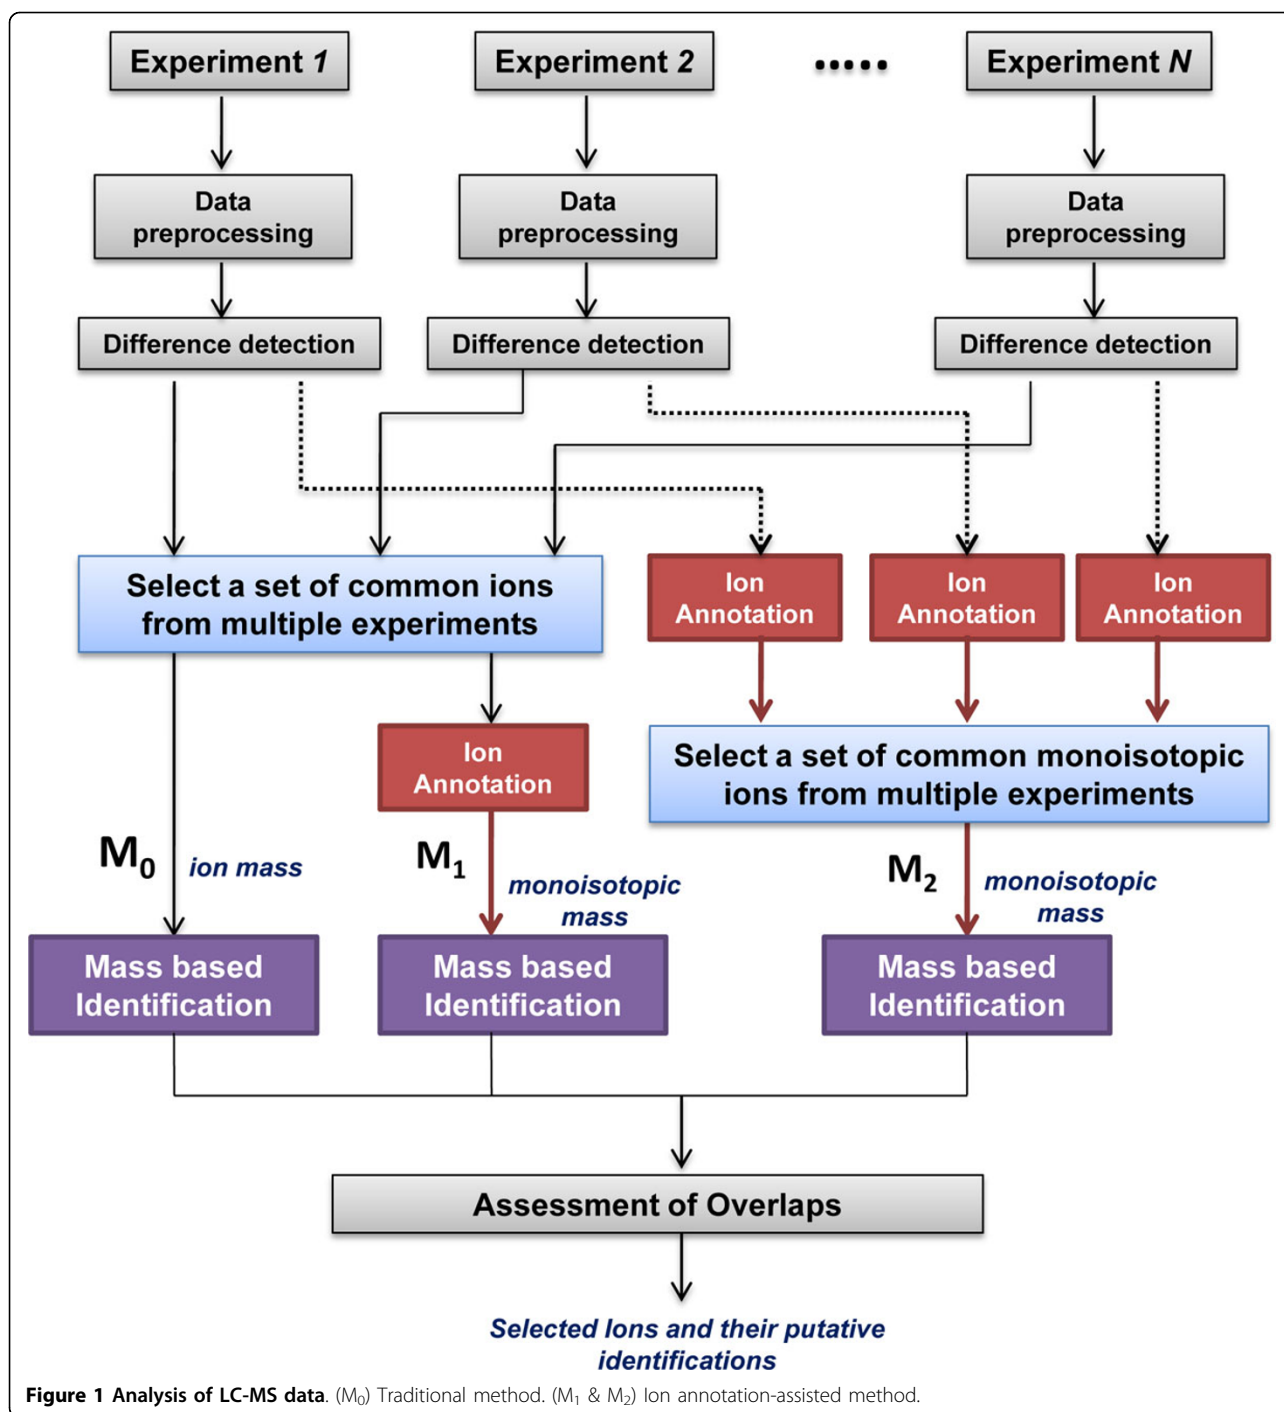 Experiment 1
Experiment 2
.....
Experiment N
Data
preprocessing
Data
preprocessing
Data
preprocessing
Difference detection
Difference detection
Difference detection
Select a set of common ions
from multiple experiments
Ion
Annotation
Ion
Annotation
Ion
Annotation
Ion
Annotation
Select a set of common monoisotopic
ions from multiple experiments
M₀
ion mass
M₁
monoisotopic
mass
M₂
monoisotopic
mass
Mass based
Identification
Mass based
Identification
Mass based
Identification
Assessment of Overlaps
Selected Ions and their putative
identifications
Figure 1 Analysis of LC-MS data. (M₀) Traditional method. (M₁ & M₂) Ion annotation-assisted method.